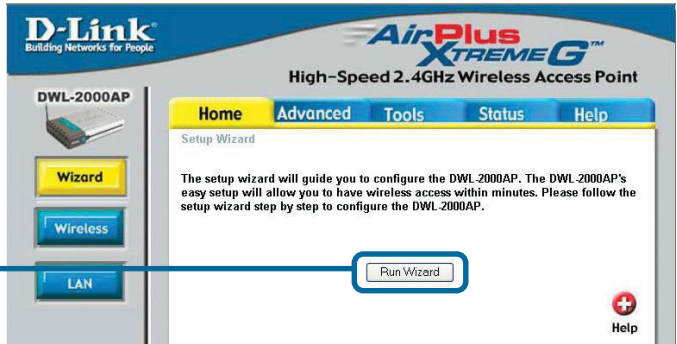 D-Link
Building Networks for People
AirPlus
XTREME G™
High-Speed 2.4GHz Wireless Access Point
DWL-2000AP
Home Advanced Tools Status Help
Setup Wizard
Wizard
The setup wizard will guide you to configure the DWL-2000AP. The DWL-2000AP's
easy setup will allow you to have wireless access within minutes. Please follow the
setup wizard step by step to configure the DWL-2000AP.
Wireless
LAN
Run Wizard
Help